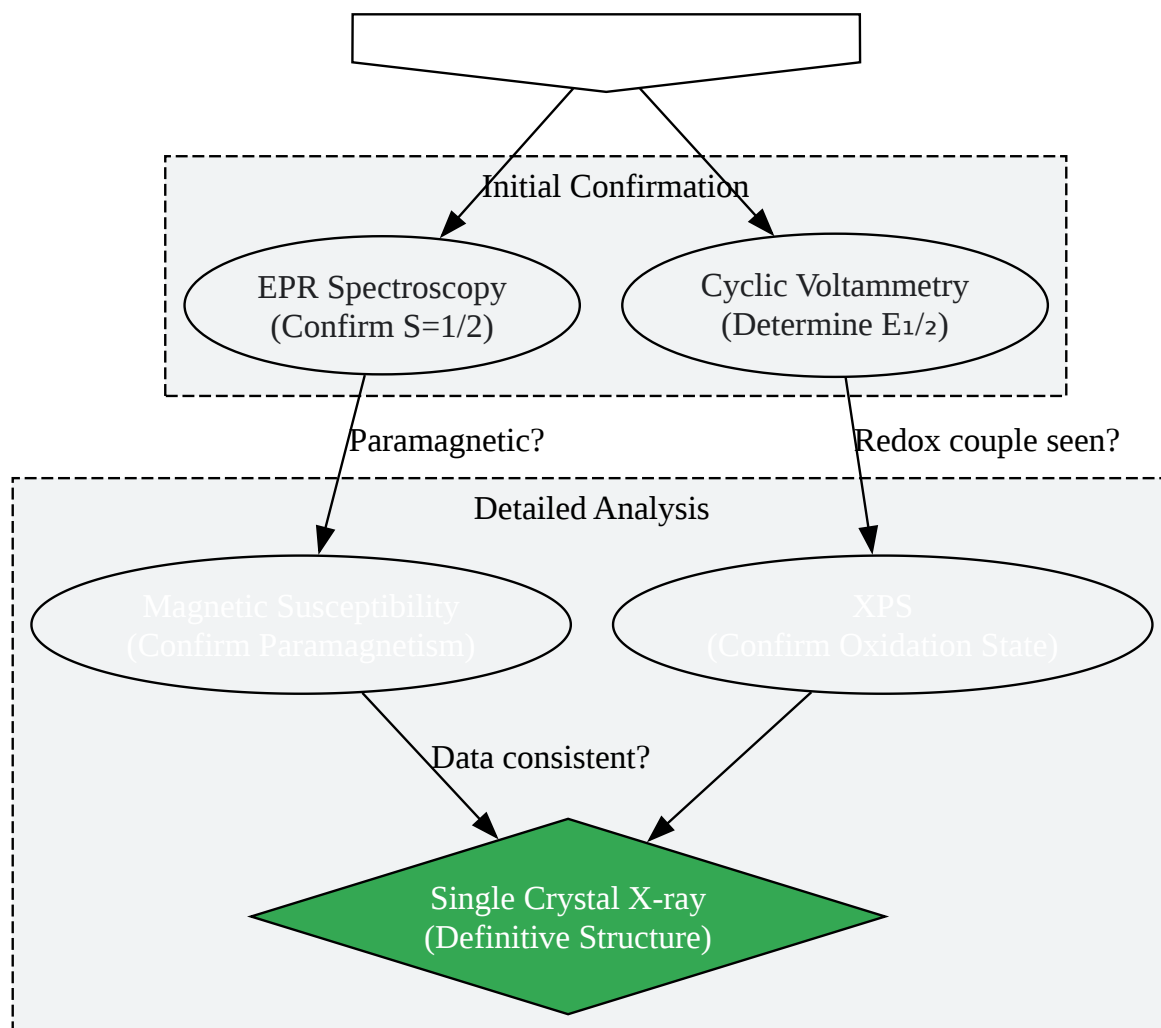 Initial Confirmation
EPR Spectroscopy
(Confirm S=1/2)
Cyclic Voltammetry
(Determine E₁/₂)
Paramagnetic?
Redox couple seen?
Detailed Analysis
Magnetic Susceptibility
(Confirm Paramagnetism)
XPS
(Confirm Oxidation State)
Data consistent?
Single Crystal X-ray
(Definitive Structure)